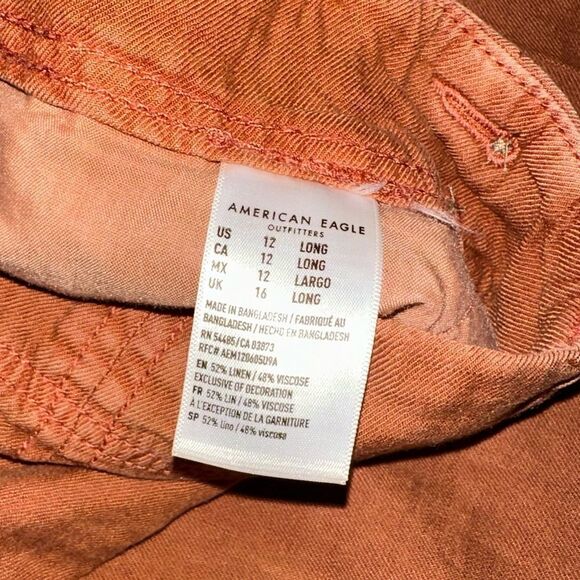 AMERICAN EAGLE
OUTFITTERS
US 12 LONG
CA 12 LONG
MX 12 LARGO
UK 16 LONG
MADE IN BANGLADESH / FABRIQUÉ AU
BANGLADESH / HECHO EN BANGLADESH
RN 54485/CA 03873
RFC# AEM120605U9A
EN 52% LINEN / 48% VISCOSE
EXCLUSIVE OF DECORATION
FR 52% LIN / 48% VISCOSE
À L'EXCEPTION DE LA GARNITURE
SP 52% Lino / 48% viscosa